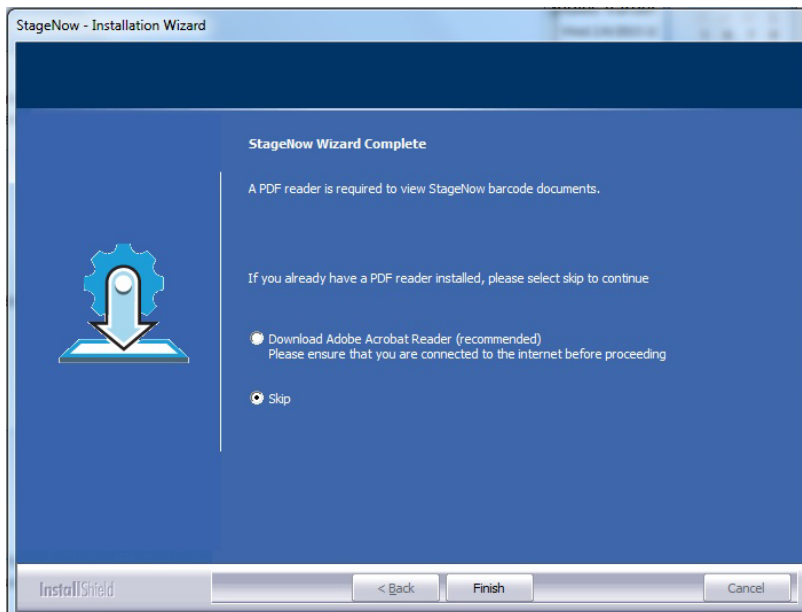 StageNow - Installation Wizard
StageNow Wizard Complete
A PDF reader is required to view StageNow barcode documents.
If you already have a PDF reader installed, please select skip to continue
Download Adobe Acrobat Reader (recommended)
Please ensure that you are connected to the internet before proceeding
Skip
InstallShield
< Back
Finish
Cancel